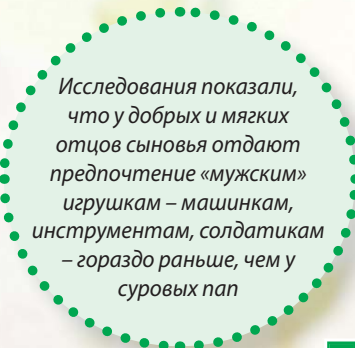 Исследования показали,
что у добрых и мягких
отцов сыновья отдают
предпочтение «мужским»
игрушкам – машинкам,
инструментам, солдатикам
– гораздо раньше, чем у
суровых пап